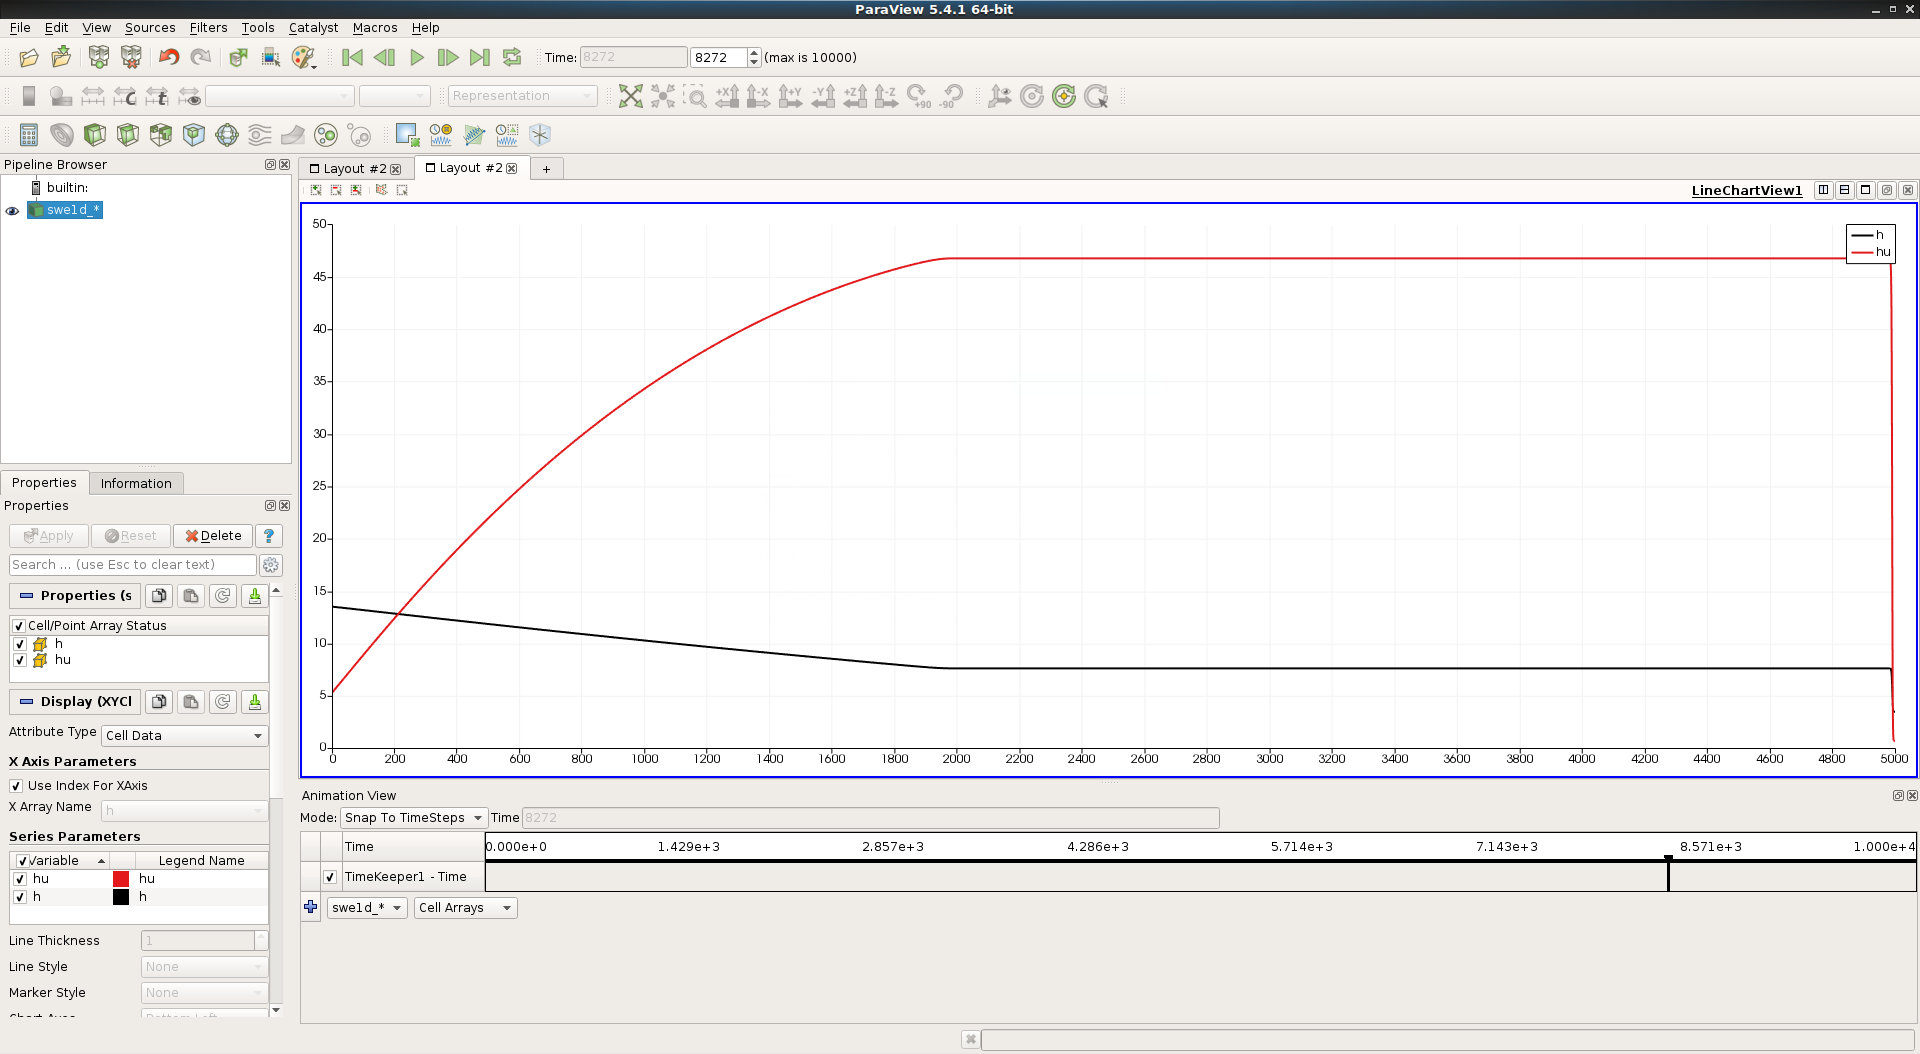 ParaView 5.4.1 64-bit
File Edit View Sources Filters Tools Catalyst Macros Help
Time: 8272 8272 (max is 10000)
Representation +X -X +Y -Y +Z -Z +90 -90
Pipeline Browser
builtin:
swe1d_*
Layout #2 Layout #2 +
LineChartView1
50
45
40
35
30
25
20
15
10
5
0
0 200 400 600 800 1000 1200 1400 1600 1800 2000 2200 2400 2600 2800 3000 3200 3400 3600 3800 4000 4200 4400 4600 4800 5000
h
hu
Properties Information
Properties
Apply Reset Delete ?
Search ... (use Esc to clear text)
Properties (s
Cell/Point Array Status
h
hu
Display (XYCl
Attribute Type Cell Data
X Axis Parameters
Use Index For XAxis
X Array Name h
Series Parameters
Variable Legend Name
hu hu
h h
Line Thickness 1
Line Style None
Marker Style None
Chart Axes Bottom-Left
Animation View
Mode: Snap To TimeSteps Time 8272
Time 0.000e+0 1.429e+3 2.857e+3 4.286e+3 5.714e+3 7.143e+3 8.571e+3 1.000e+4
TimeKeeper1 - Time
swe1d_* Cell Arrays